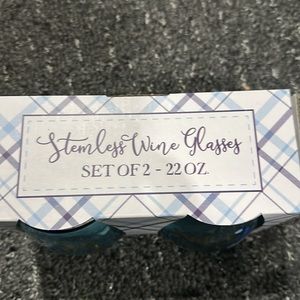 Stemless Wine Glasses
SET OF 2 - 22 OZ.